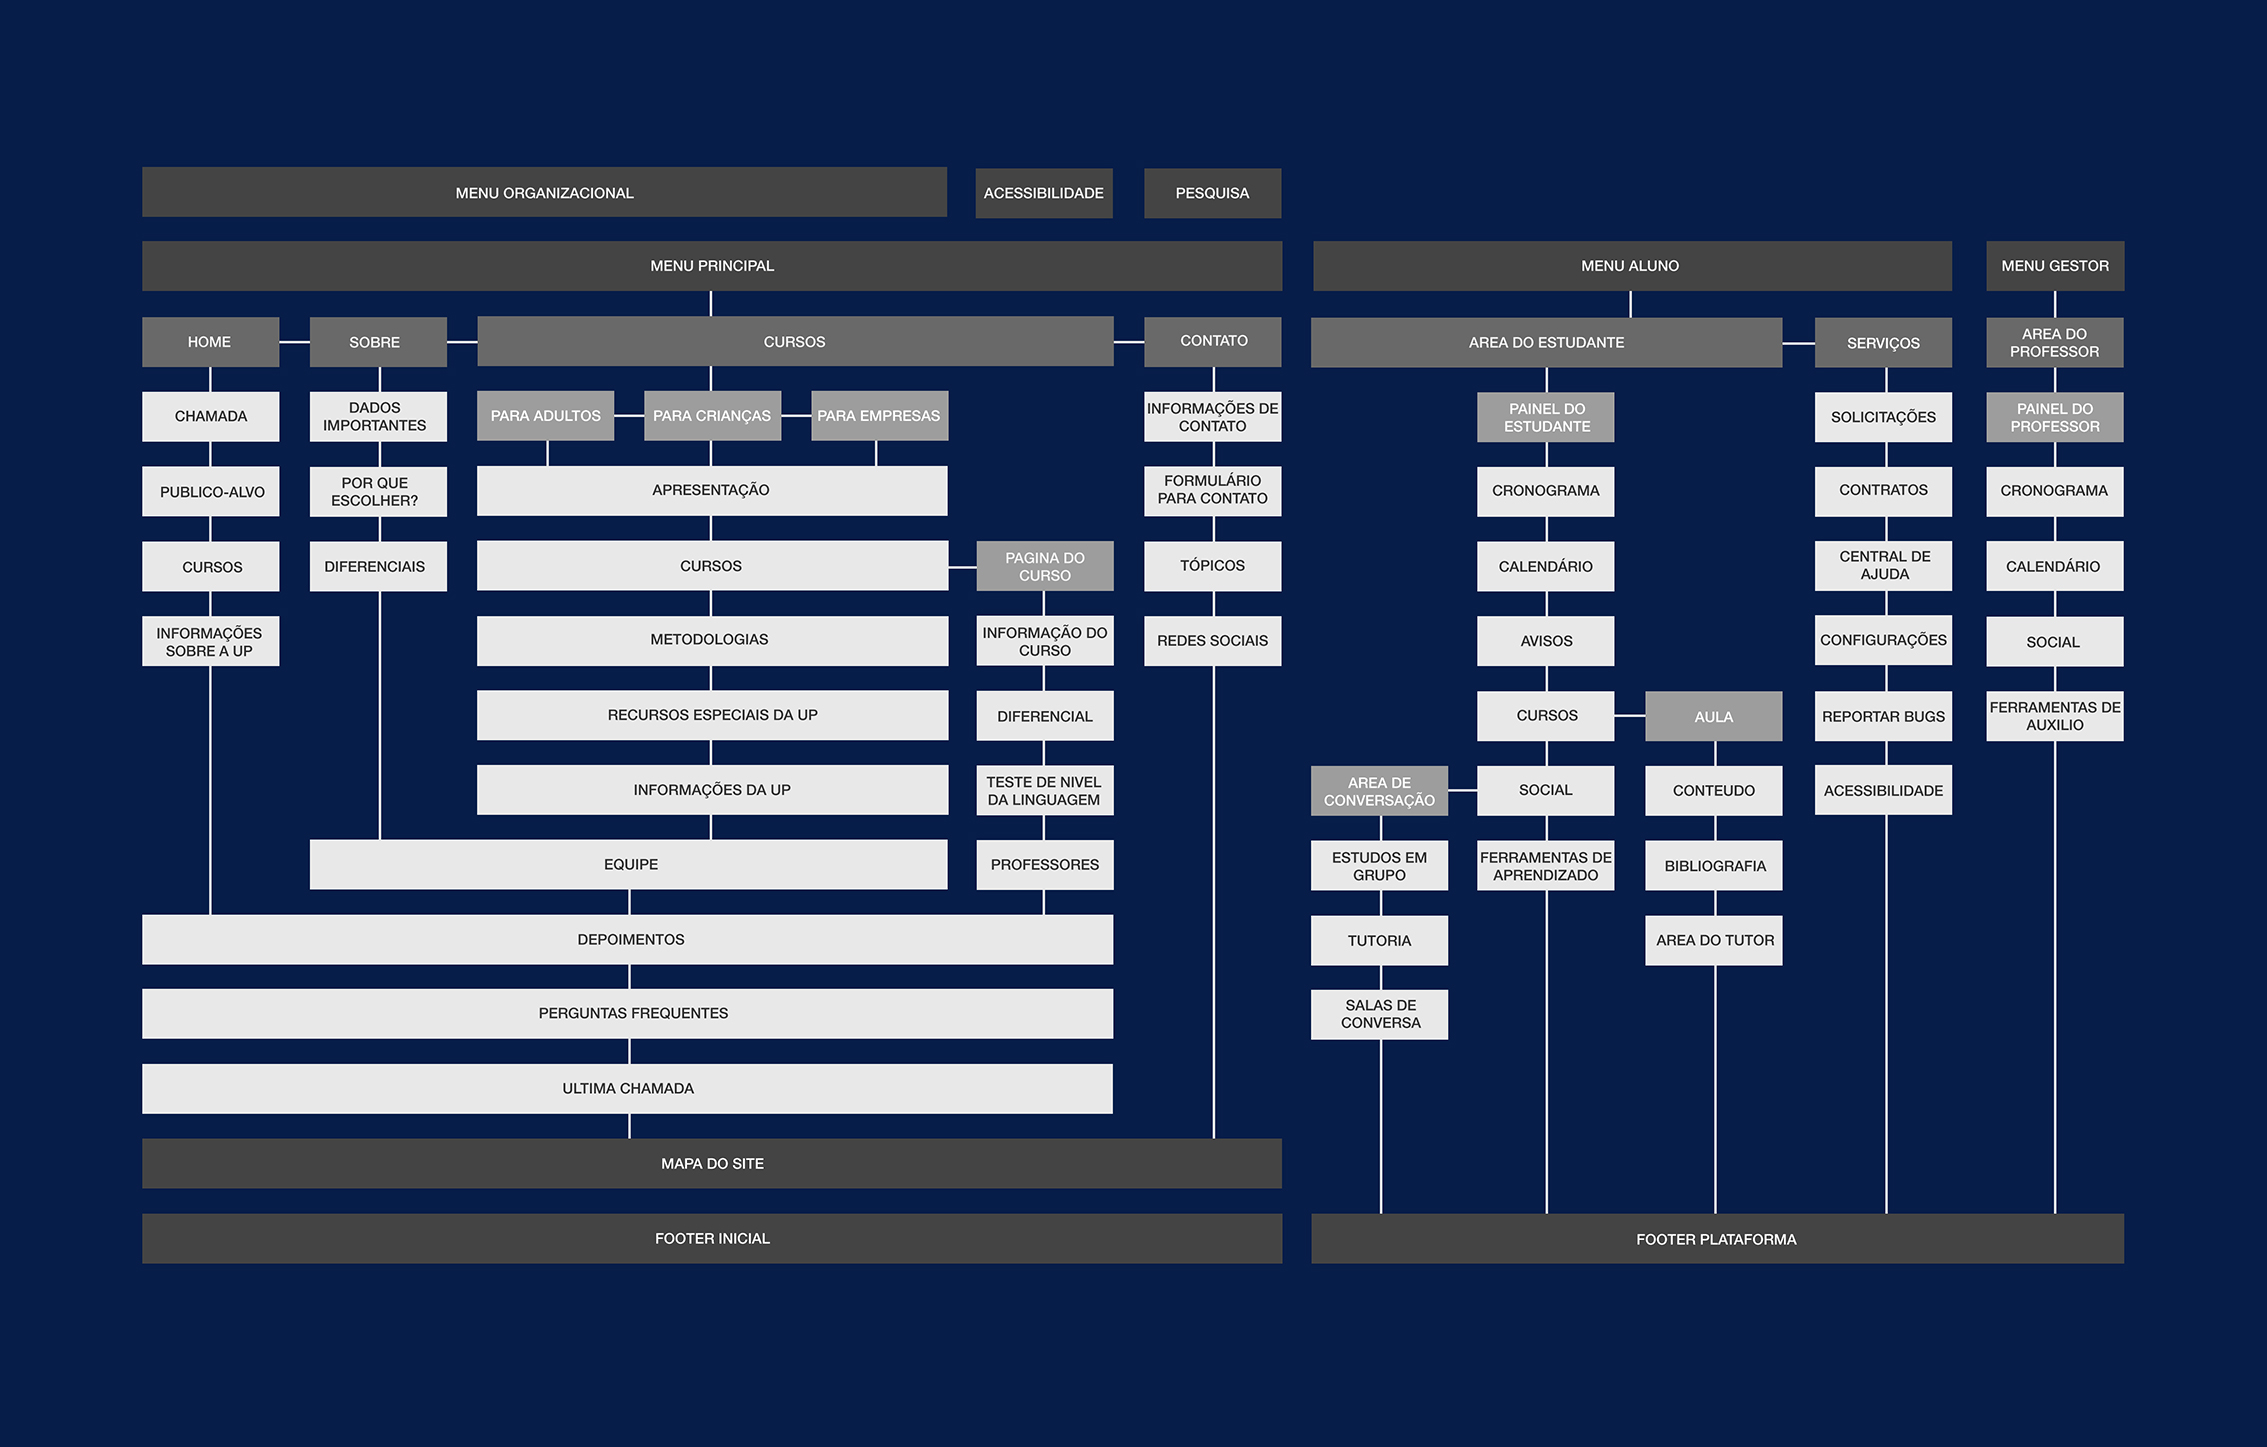 MENU ORGANIZACIONAL
ACESSIBILIDADE
PESQUISA
MENU PRINCIPAL
MENU ALUNO
MENU GESTOR
HOME
SOBRE
CURSOS
CONTATO
AREA DO ESTUDANTE
SERVIÇOS
AREA DO
PROFESSOR
CHAMADA
DADOS
IMPORTANTES
PARA ADULTOS
PARA CRIANÇAS
PARA EMPRESAS
INFORMAÇÕES DE
CONTATO
PAINEL DO
ESTUDANTE
SOLICITAÇÕES
PAINEL DO
PROFESSOR
PUBLICO-ALVO
POR QUE
ESCOLHER?
APRESENTAÇÃO
FORMULÁRIO
PARA CONTATO
CRONOGRAMA
CONTRATOS
CRONOGRAMA
CURSOS
DIFERENCIAIS
CURSOS
PAGINA DO
CURSO
TÓPICOS
CALENDÁRIO
CENTRAL DE
AJUDA
CALENDÁRIO
INFORMAÇÕES
SOBRE A UP
METODOLOGIAS
INFORMAÇÃO DO
CURSO
REDES SOCIAIS
AVISOS
CONFIGURAÇÕES
SOCIAL
RECURSOS ESPECIAIS DA UP
DIFERENCIAL
CURSOS
AULA
REPORTAR BUGS
FERRAMENTAS DE
AUXILIO
INFORMAÇÕES DA UP
TESTE DE NIVEL
DA LINGUAGEM
AREA DE
CONVERSAÇÃO
SOCIAL
CONTEUDO
ACESSIBILIDADE
EQUIPE
PROFESSORES
ESTUDOS EM
GRUPO
FERRAMENTAS DE
APRENDIZADO
BIBLIOGRAFIA
DEPOIMENTOS
TUTORIA
AREA DO TUTOR
PERGUNTAS FREQUENTES
SALAS DE
CONVERSA
ULTIMA CHAMADA
MAPA DO SITE
FOOTER INICIAL
FOOTER PLATAFORMA